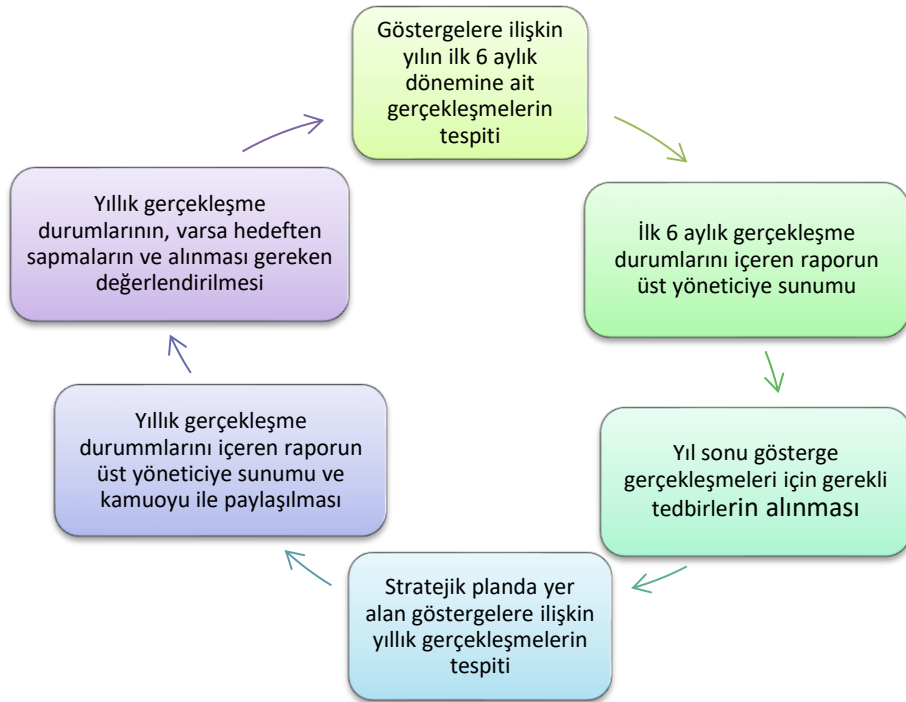 Göstergelere ilişkin
yılın ilk 6 aylık
dönemine ait
gerçekleşmelerin
tespiti
İlk 6 aylık gerçekleşme
durumlarını içeren raporun
üst yöneticiye sunumu
Yıl sonu gösterge
gerçekleşmeleri için gerekli
tedbirlerin alınması
Stratejik planda yer
alan göstergelere ilişkin
yıllık gerçekleşmelerin
tespiti
Yıllık gerçekleşme
durummlarını içeren raporun
üst yöneticiye sunumu ve
kamuoyu ile paylaşılması
Yıllık gerçekleşme
durumlarının, varsa hedeften
sapmaların ve alınması gereken
değerlendirilmesi